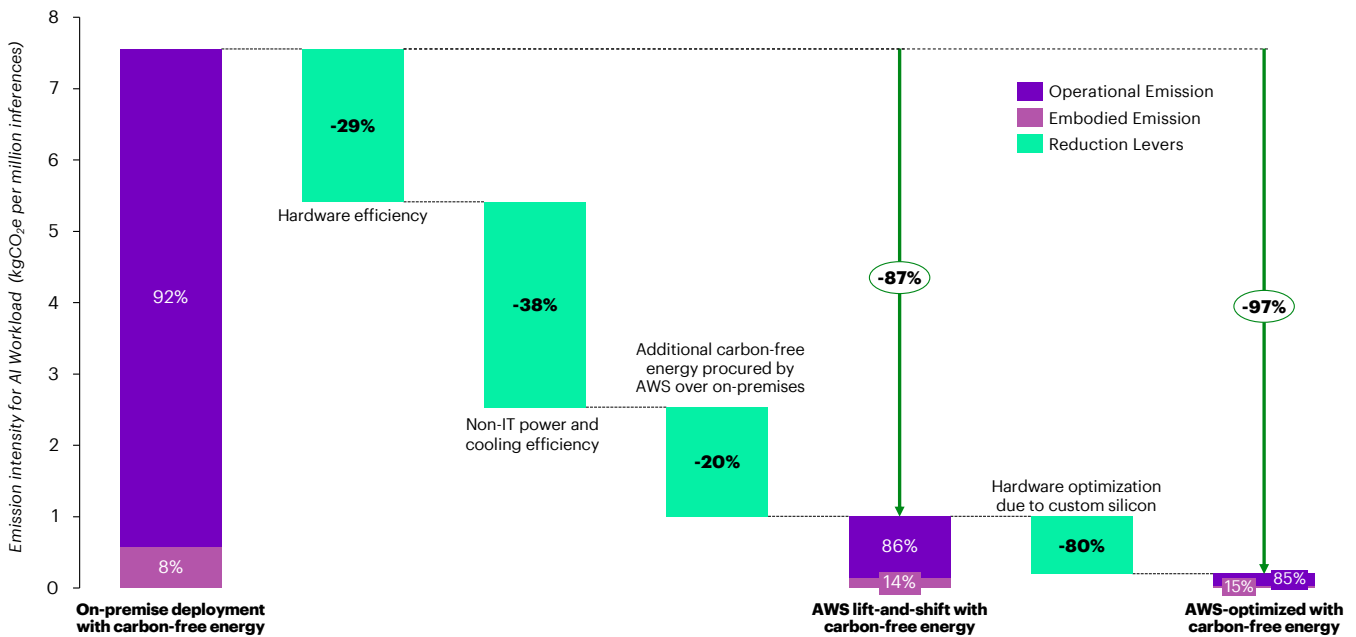 Emission intensity for AI Workload (kgCO₂e per million inferences)
8
7
6
5
4
3
2
1
0
Operational Emission
Embodied Emission
Reduction Levers
92%
8%
On-premise deployment
with carbon-free energy
-29%
Hardware efficiency
-38%
Non-IT power and
cooling efficiency
Additional carbon-free
energy procured by
AWS over on-premises
-20%
-87%
86%
14%
AWS lift-and-shift with
carbon-free energy
Hardware optimization
due to custom silicon
-80%
-97%
15%
85%
AWS-optimized with
carbon-free energy